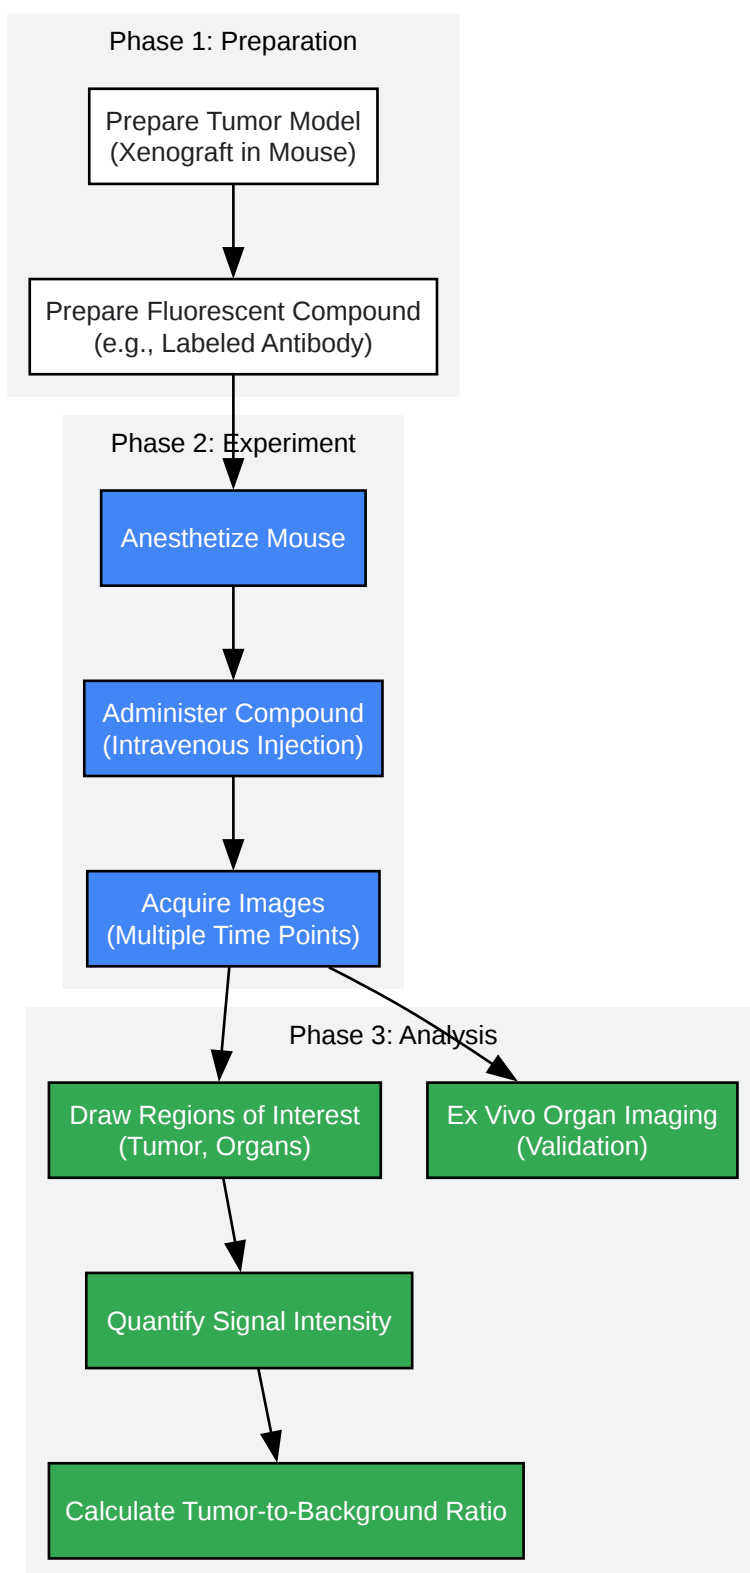 Phase 1: Preparation
Prepare Tumor Model
(Xenograft in Mouse)
Prepare Fluorescent Compound
(e.g., Labeled Antibody)
Phase 2: Experiment
Anesthetize Mouse
Administer Compound
(Intravenous Injection)
Acquire Images
(Multiple Time Points)
Phase 3: Analysis
Draw Regions of Interest
(Tumor, Organs)
Ex Vivo Organ Imaging
(Validation)
Quantify Signal Intensity
Calculate Tumor-to-Background Ratio